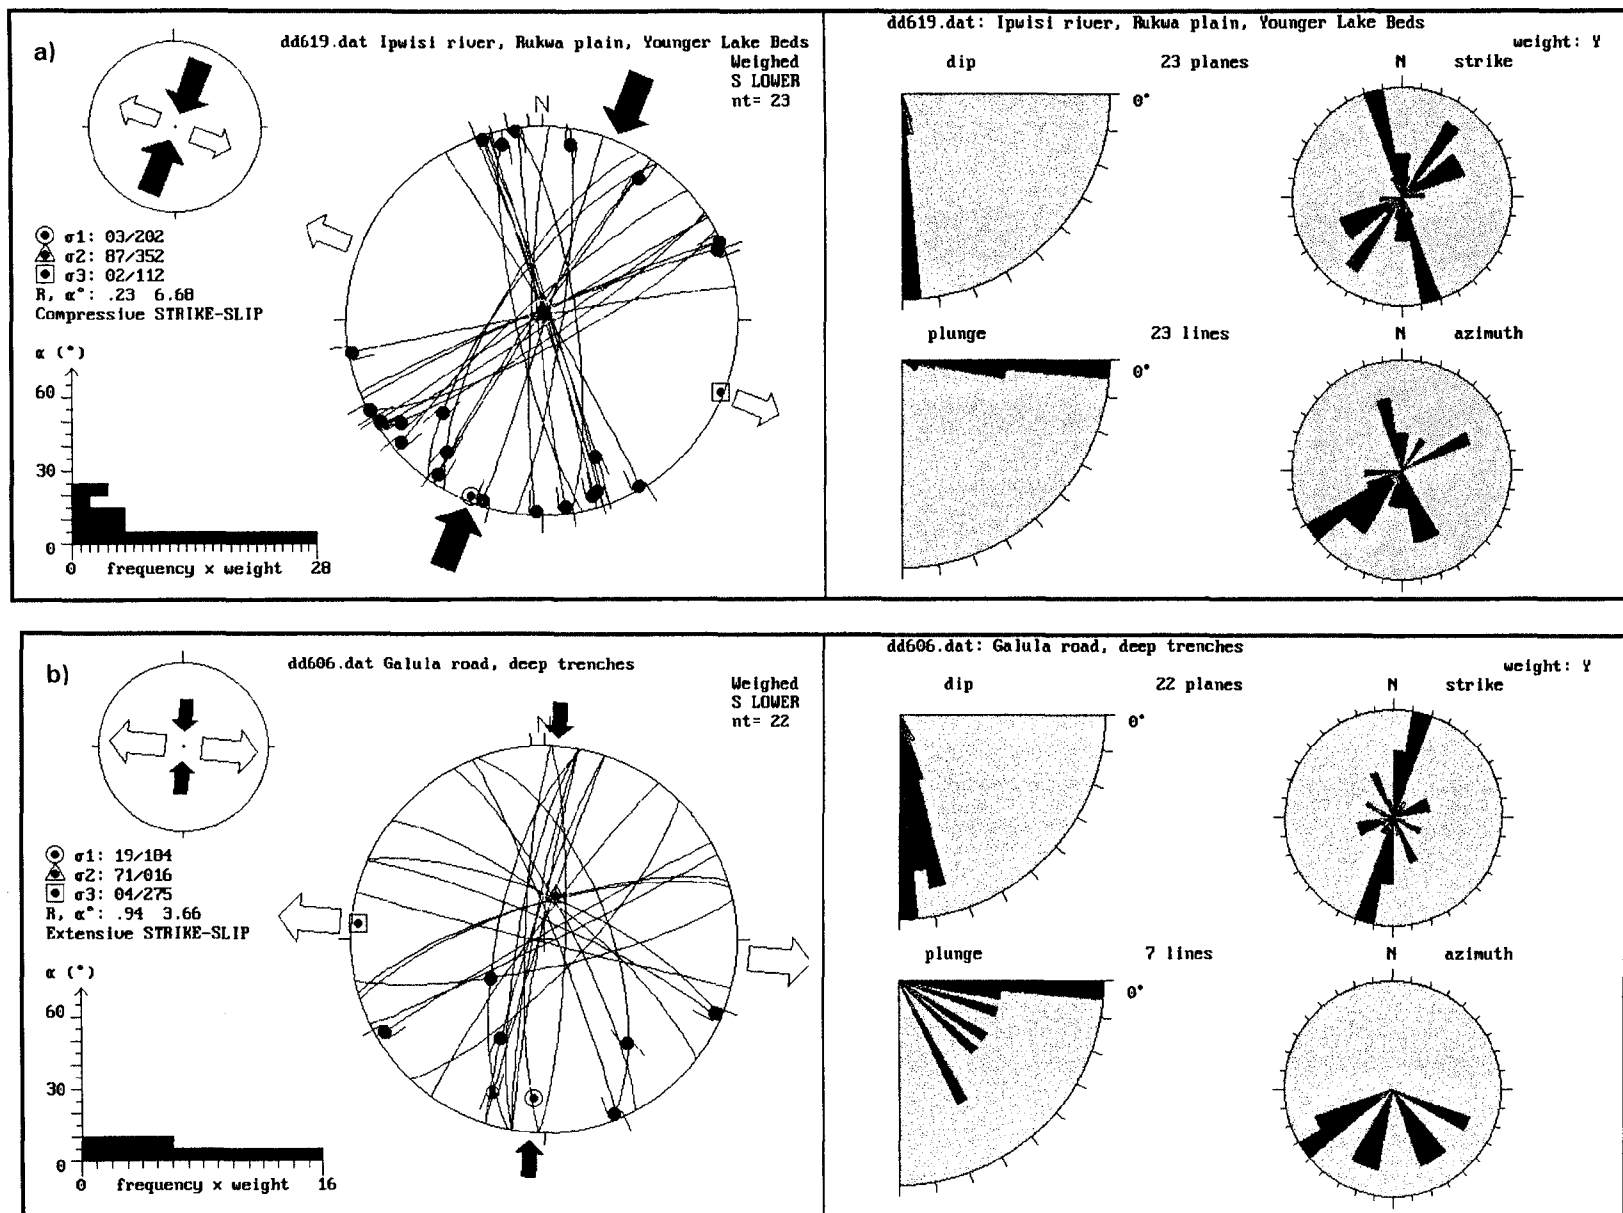 a)
dd619.dat Ipwisi river, Rukwa plain, Younger Lake Beds
Weighed
S LOWER
nt= 23
N
σ1: 03/202
σ2: 87/352
σ3: 02/112
R, α°: .23 6.68
Compressive STRIKE-SLIP
α (°)
60
30
0
0 frequency x weight 28
dd619.dat: Ipwisi river, Rukwa plain, Younger Lake Beds
weight: Y
dip 23 planes N strike
0°
plunge 23 lines N azimuth
0°
b)
dd606.dat Galula road, deep trenches
Weighed
S LOWER
nt= 22
N
σ1: 19/184
σ2: 71/016
σ3: 04/275
R, α°: .94 3.66
Extensive STRIKE-SLIP
α (°)
60
30
0
0 frequency x weight 16
dd606.dat: Galula road, deep trenches
weight: Y
dip 22 planes N strike
0°
plunge 7 lines N azimuth
0°